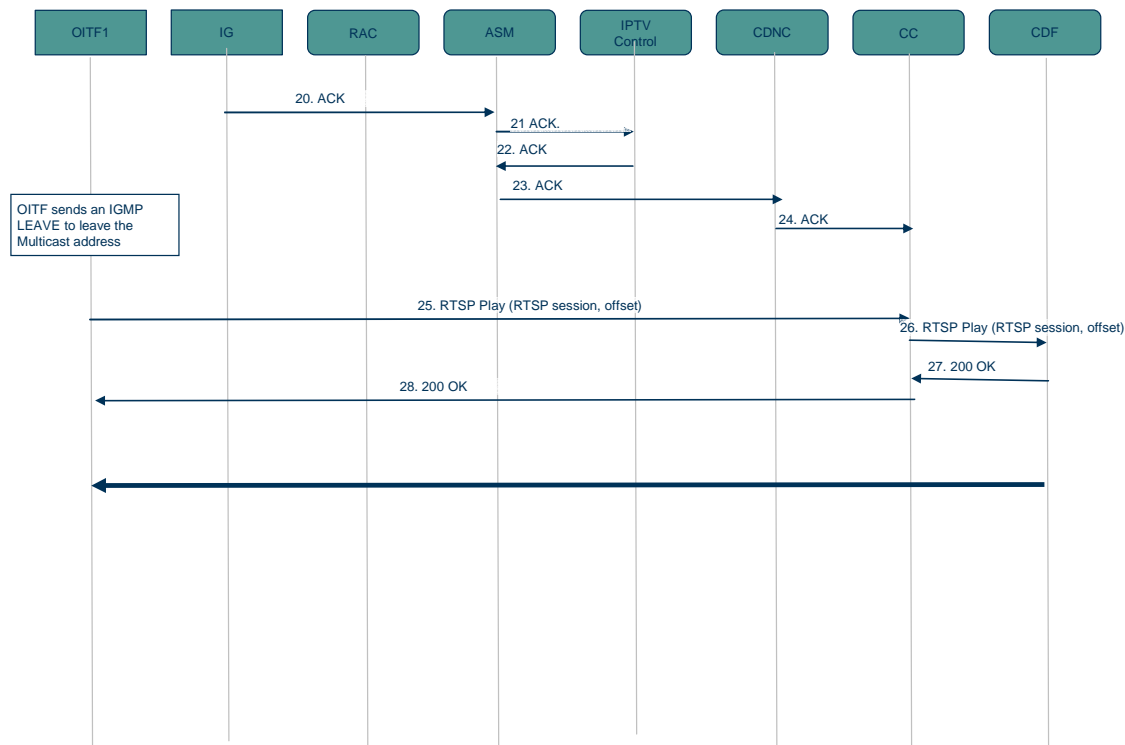 OITF1
IG
RAC
ASM
IPTV
Control
CDNC
CC
CDF
20. ACK
21 ACK.
22. ACK
23. ACK
OITF sends an IGMP
LEAVE to leave the
Multicast address
24. ACK
25. RTSP Play (RTSP session, offset)
26. RTSP Play (RTSP session, offset)
27. 200 OK
28. 200 OK